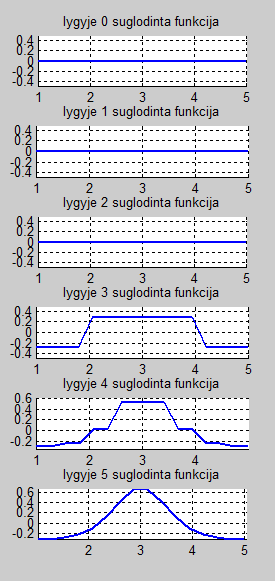 lygyje 0 suglodinta funkcija
0.4
0.2
0
-0.2
-0.4
1 2 3 4 5
lygyje 1 suglodinta funkcija
0.4
0.2
0
-0.2
-0.4
1 2 3 4 5
lygyje 2 suglodinta funkcija
0.4
0.2
0
-0.2
-0.4
1 2 3 4 5
lygyje 3 suglodinta funkcija
0.4
0.2
0
-0.2
-0.4
1 2 3 4 5
lygyje 4 suglodinta funkcija
0.6
0.4
0.2
0
-0.2
1 2 3 4 5
lygyje 5 suglodinta funkcija
0.6
0.4
0.2
0
-0.2
2 3 4 5